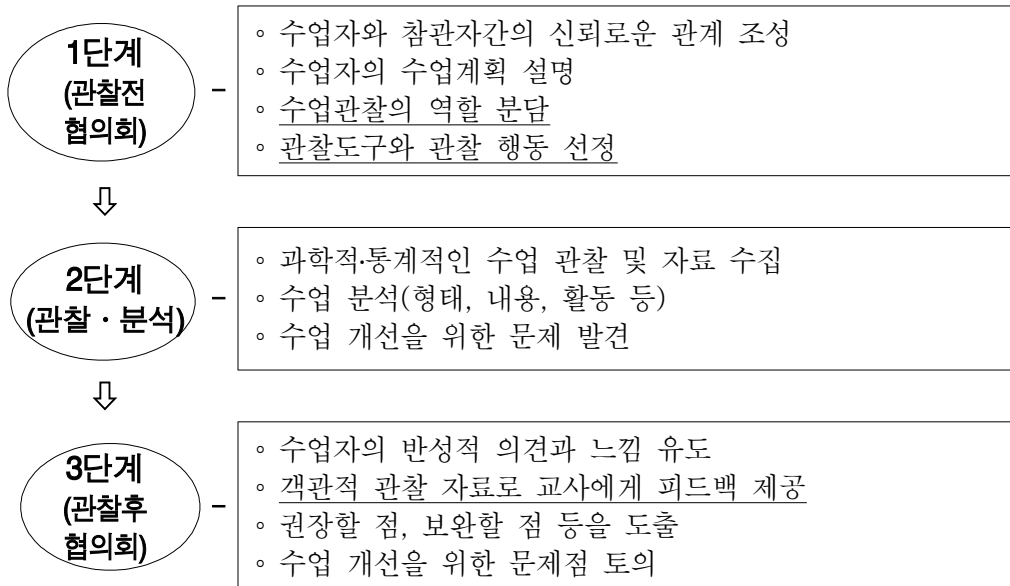 1단계
(관찰전
협의회)
-
◦ 수업자와 참관자간의 신뢰로운 관계 조성
◦ 수업자의 수업계획 설명
◦ 수업관찰의 역할 분담
◦ 관찰도구와 관찰 행동 선정
⇩
2단계
(관찰 · 분석)
-
◦ 과학적·통계적인 수업 관찰 및 자료 수집
◦ 수업 분석(형태, 내용, 활동 등)
◦ 수업 개선을 위한 문제 발견
⇩
3단계
(관찰후
협의회)
-
◦ 수업자의 반성적 의견과 느낌 유도
◦ 객관적 관찰 자료로 교사에게 피드백 제공
◦ 권장할 점, 보완할 점 등을 도출
◦ 수업 개선을 위한 문제점 토의